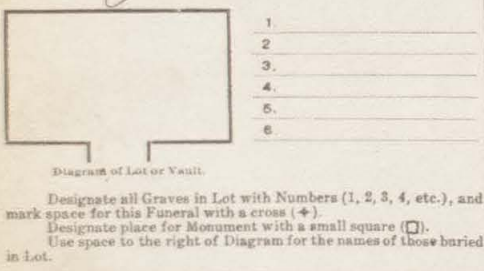 1.
2
3.
4.
5.
6.
Diagram of Lot or Vault.
Designate all Graves in Lot with Numbers (1, 2, 3, 4, etc.), and
mark space for this Funeral with a cross (✦).
Designate place for Monument with a small square (□).
Use space to the right of Diagram for the names of those buried
in Lot.